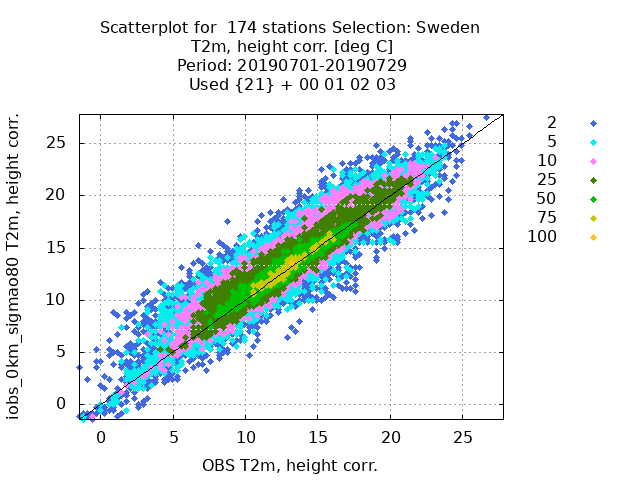 Scatterplot for  174 stations Selection: Sweden
T2m, height corr. [deg C]
Period: 20190701-20190729
Used {21} + 00 01 02 03
iobs_0km_sigmao80 T2m, height corr.
25
20
15
10
5
0
0 5 10 15 20 25
OBS T2m, height corr.
2
5
10
25
50
75
100